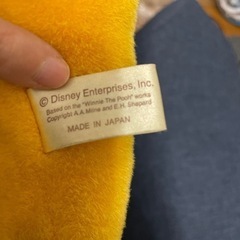 © Disney Enterprises, Inc.
Based on the "Winnie The Pooh" works
Copyright A.A.Milne and E.H. Shepard
MADE IN JAPAN